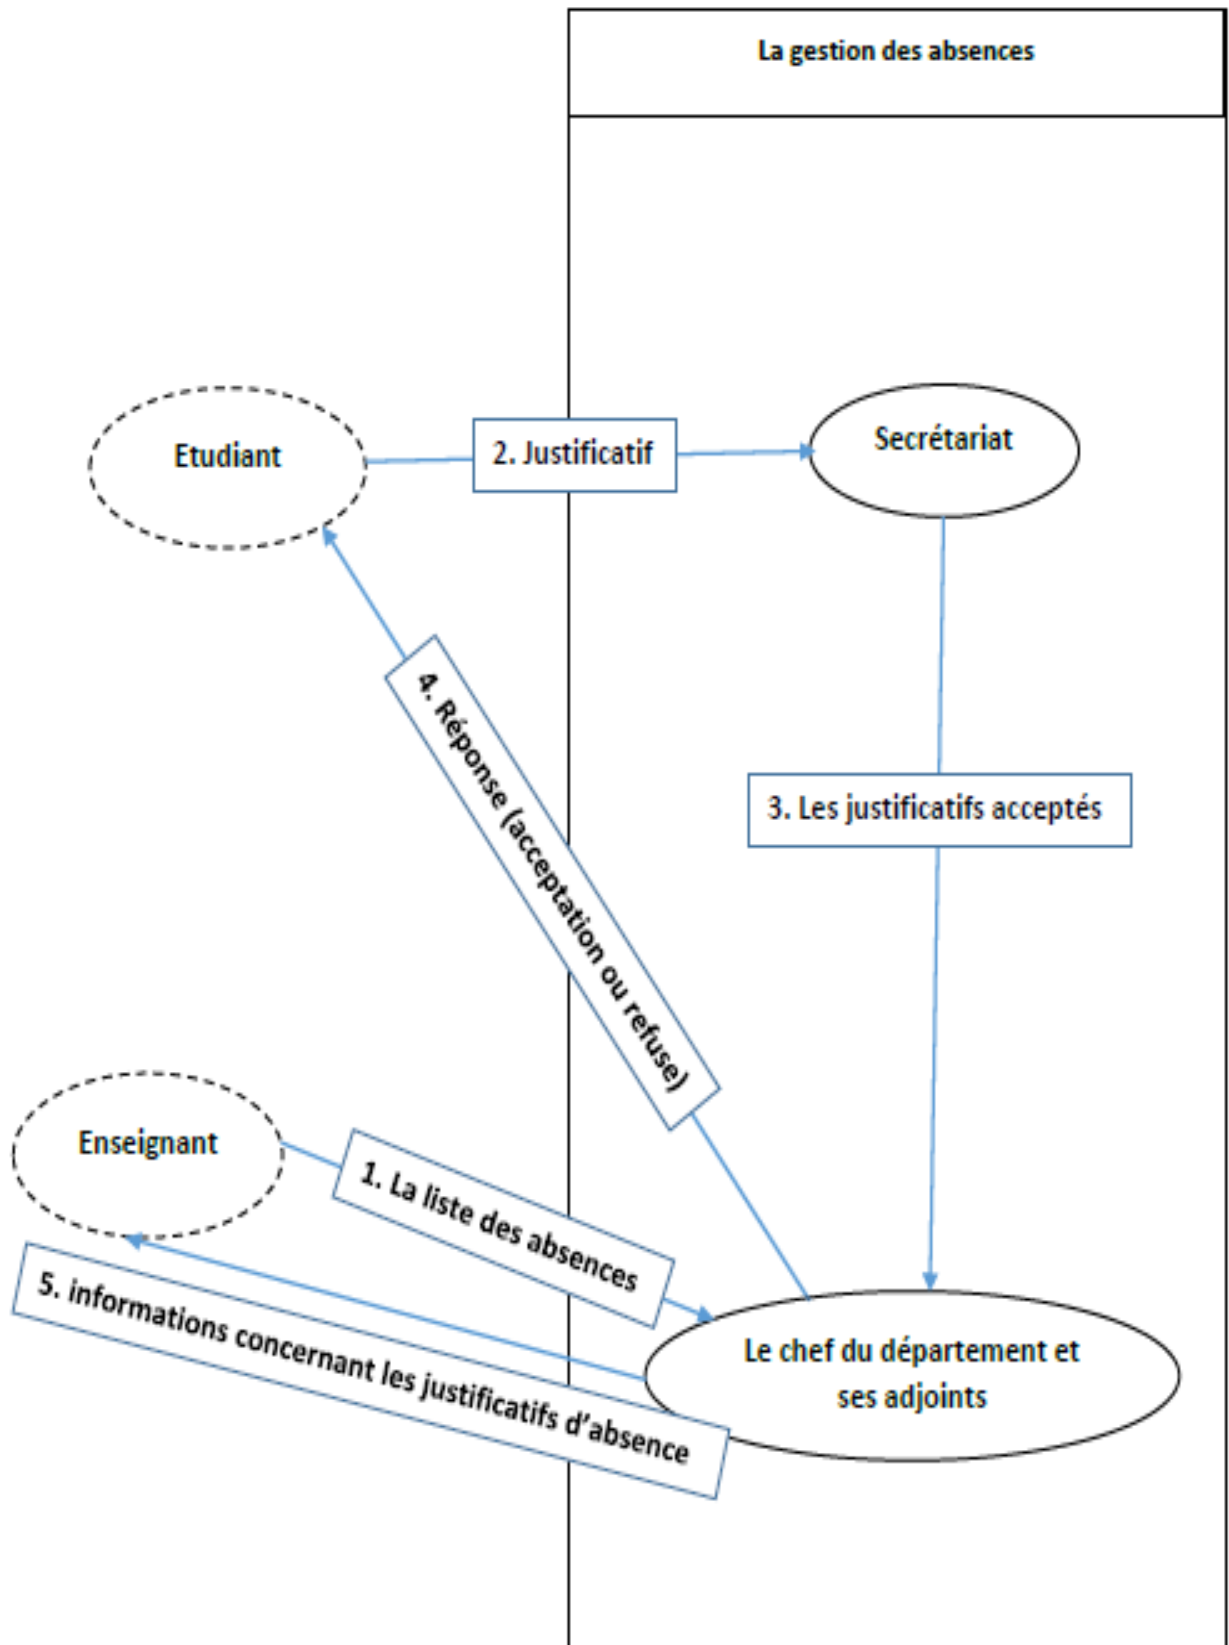 La gestion des absences
Etudiant
2. Justificatif
Secrétariat
4. Réponse (acceptation ou refuse)
3. Les justificatifs acceptés
Enseignant
1. La liste des absences
5. informations concernant les justificatifs d'absence
Le chef du département et
ses adjoints